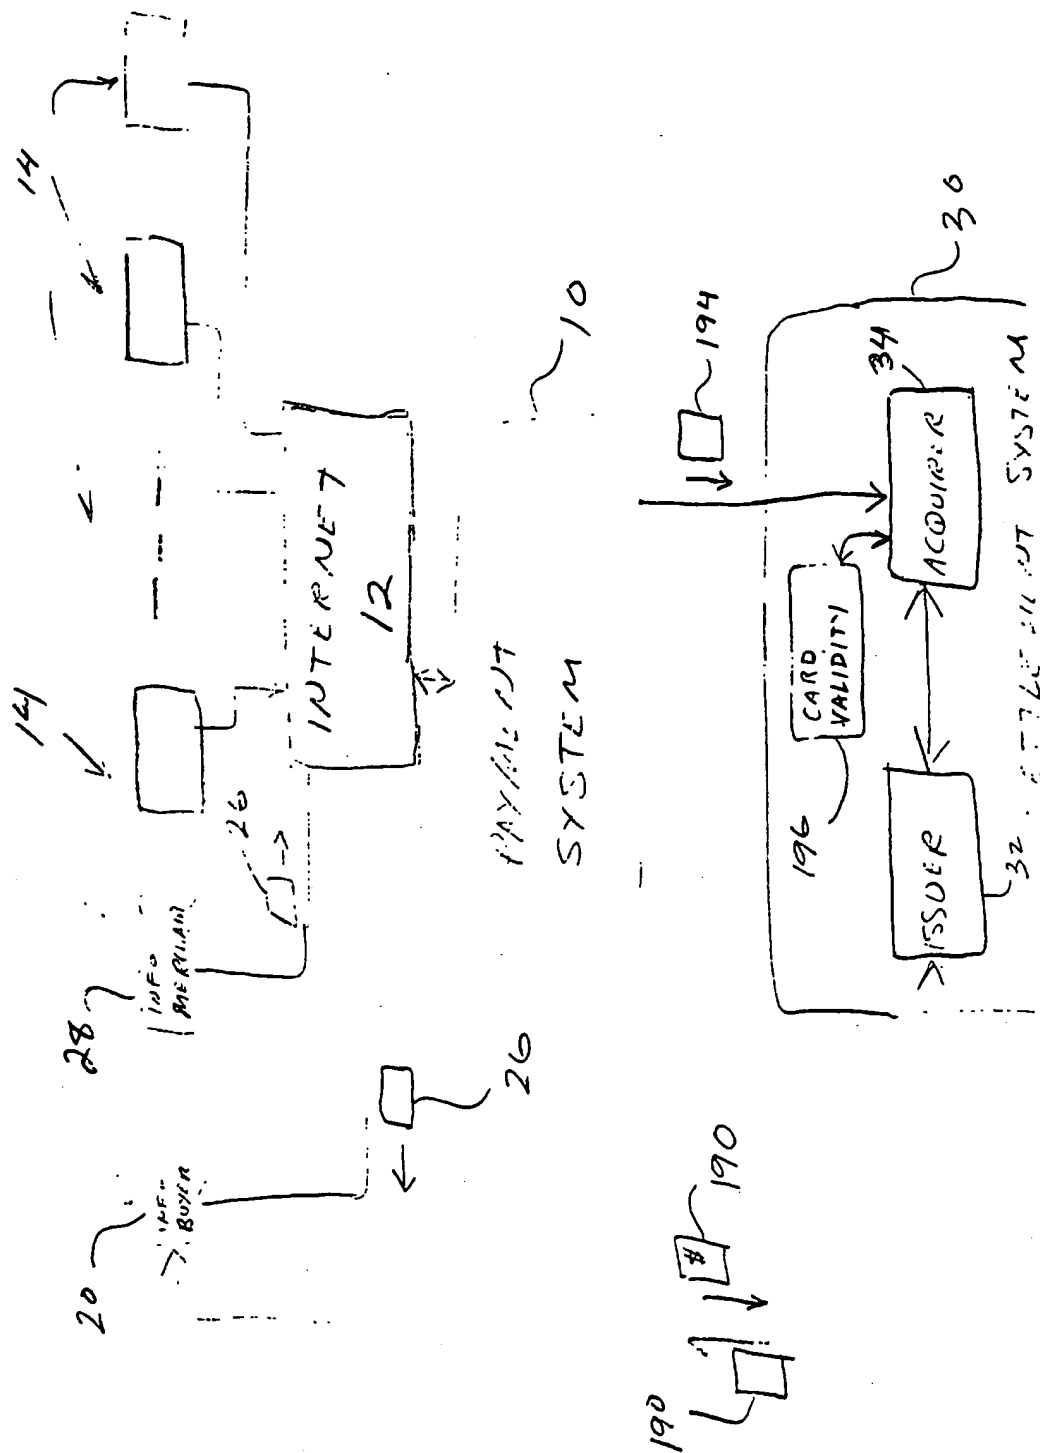 20
28
14
14
INFO
BUYER
INFO
26
INTERNET
12
26
PAYMENT
SYSTEM
10
190
#
190
194
CARD
VALIDITY
196
ISSUER
ACQUIRER
34
32
SYSTEM
30